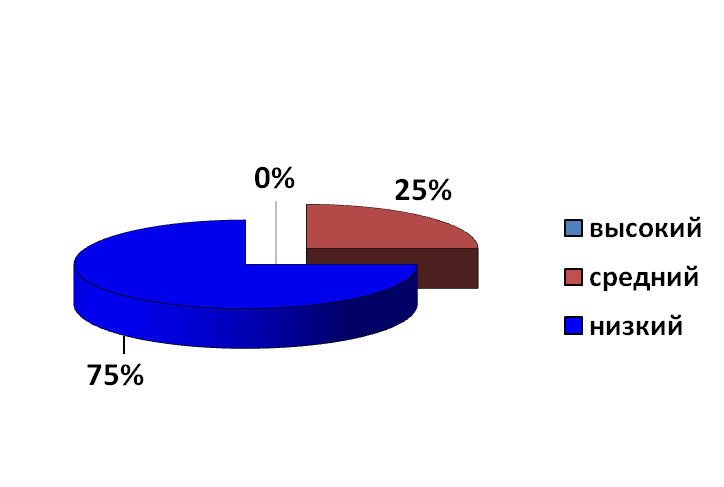 0%
25%
высокий
средний
низкий
75%